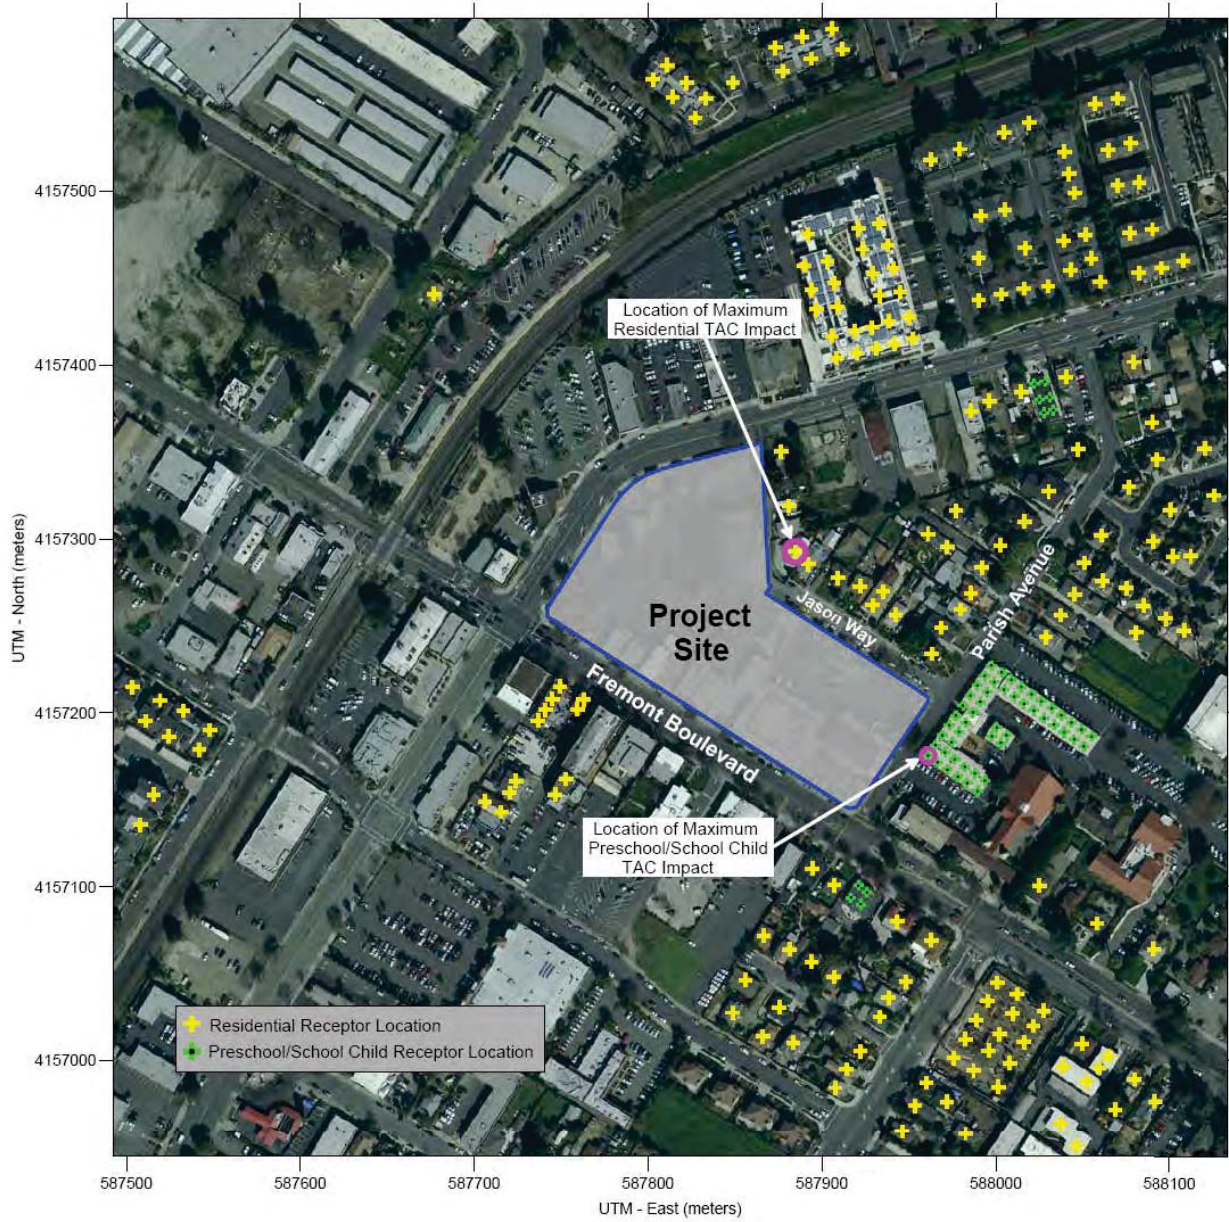 4157500
4157400
4157300
4157200
4157100
4157000
UTM - North (meters)
Location of Maximum
Residential TAC Impact
Project
Site
Jason Way
Parish Avenue
Fremont Boulevard
Location of Maximum
Preschool/School Child
TAC Impact
Residential Receptor Location
Preschool/School Child Receptor Location
587500
587600
587700
587800
587900
588000
588100
UTM - East (meters)